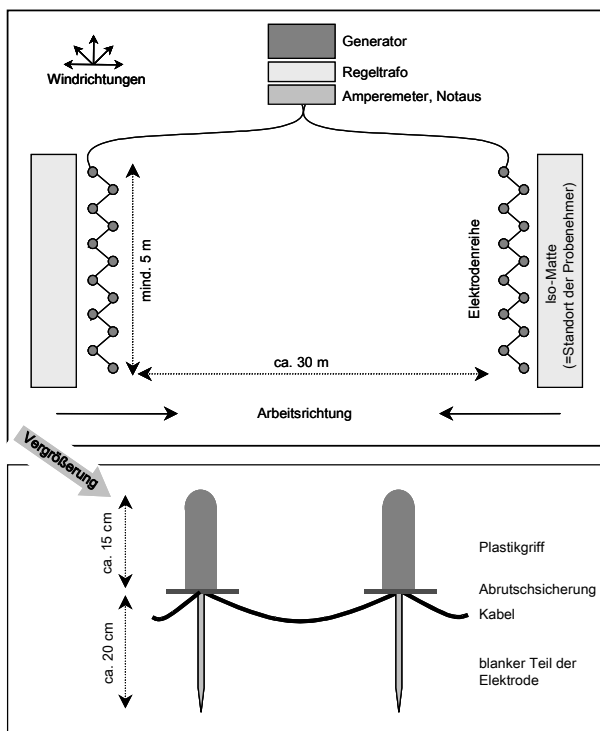 Generator
Regeltrafo
Amperemeter, Notaus
Windrichtungen
mind. 5 m
Elektrodenreihe
Iso-Matte
(=Standort der Probenehmer)
ca. 30 m
Arbeitsrichtung
Vergrößerung
ca. 15 cm
Plastikgriff
Abrutschsicherung
Kabel
ca. 20 cm
blanker Teil der
Elektrode